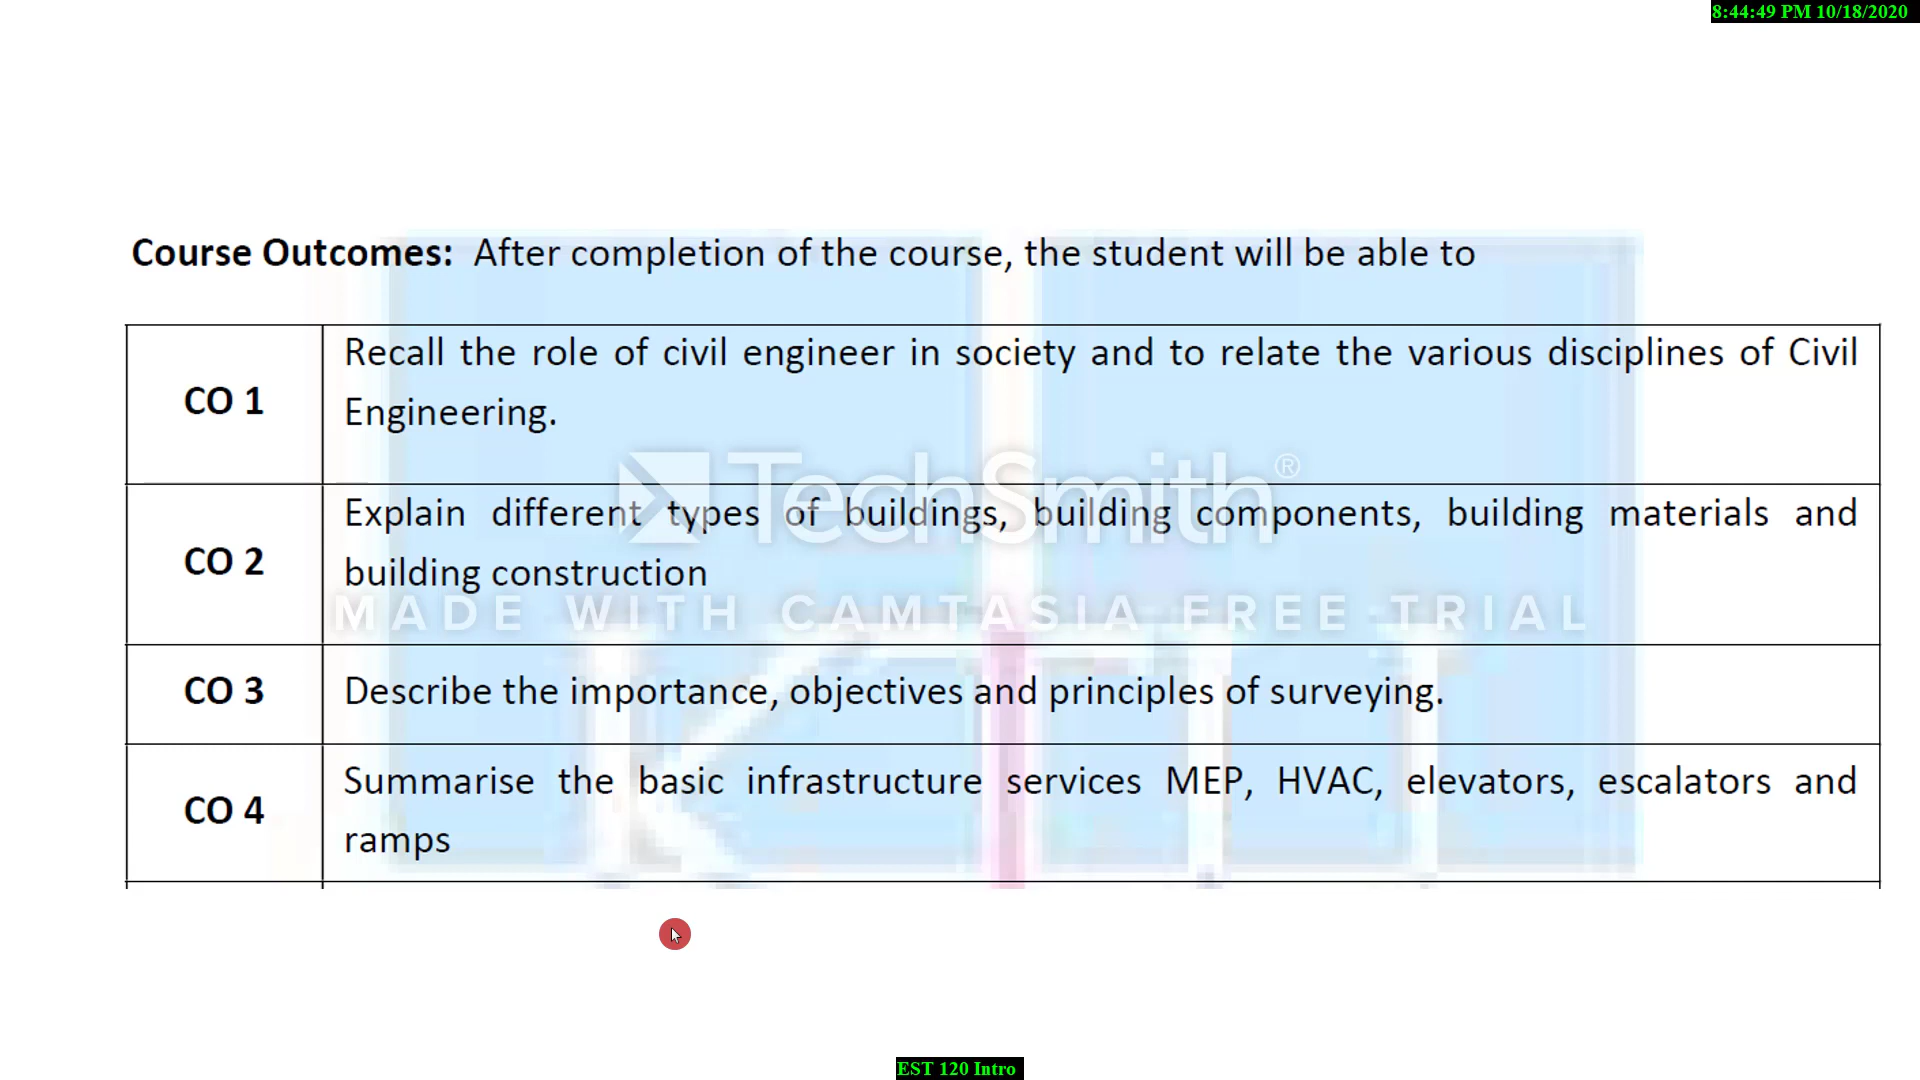 8:44:49 PM 10/18/2020
Course Outcomes: After completion of the course, the student will be able to
CO 1
Recall the role of civil engineer in society and to relate the various disciplines of Civil
Engineering.
CO 2
Explain different types of buildings, building components, building materials and
building construction
CO 3
Describe the importance, objectives and principles of surveying.
CO 4
Summarise the basic infrastructure services MEP, HVAC, elevators, escalators and
ramps
TechSmith®
MADE WITH CAMTASIA FREE TRIAL
KTU
EST 120 Intro